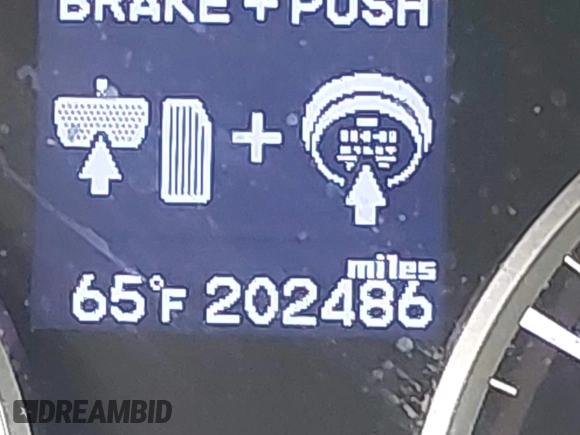 BRAKE + PUSH
+
miles
65°F 202486
DREAMBID